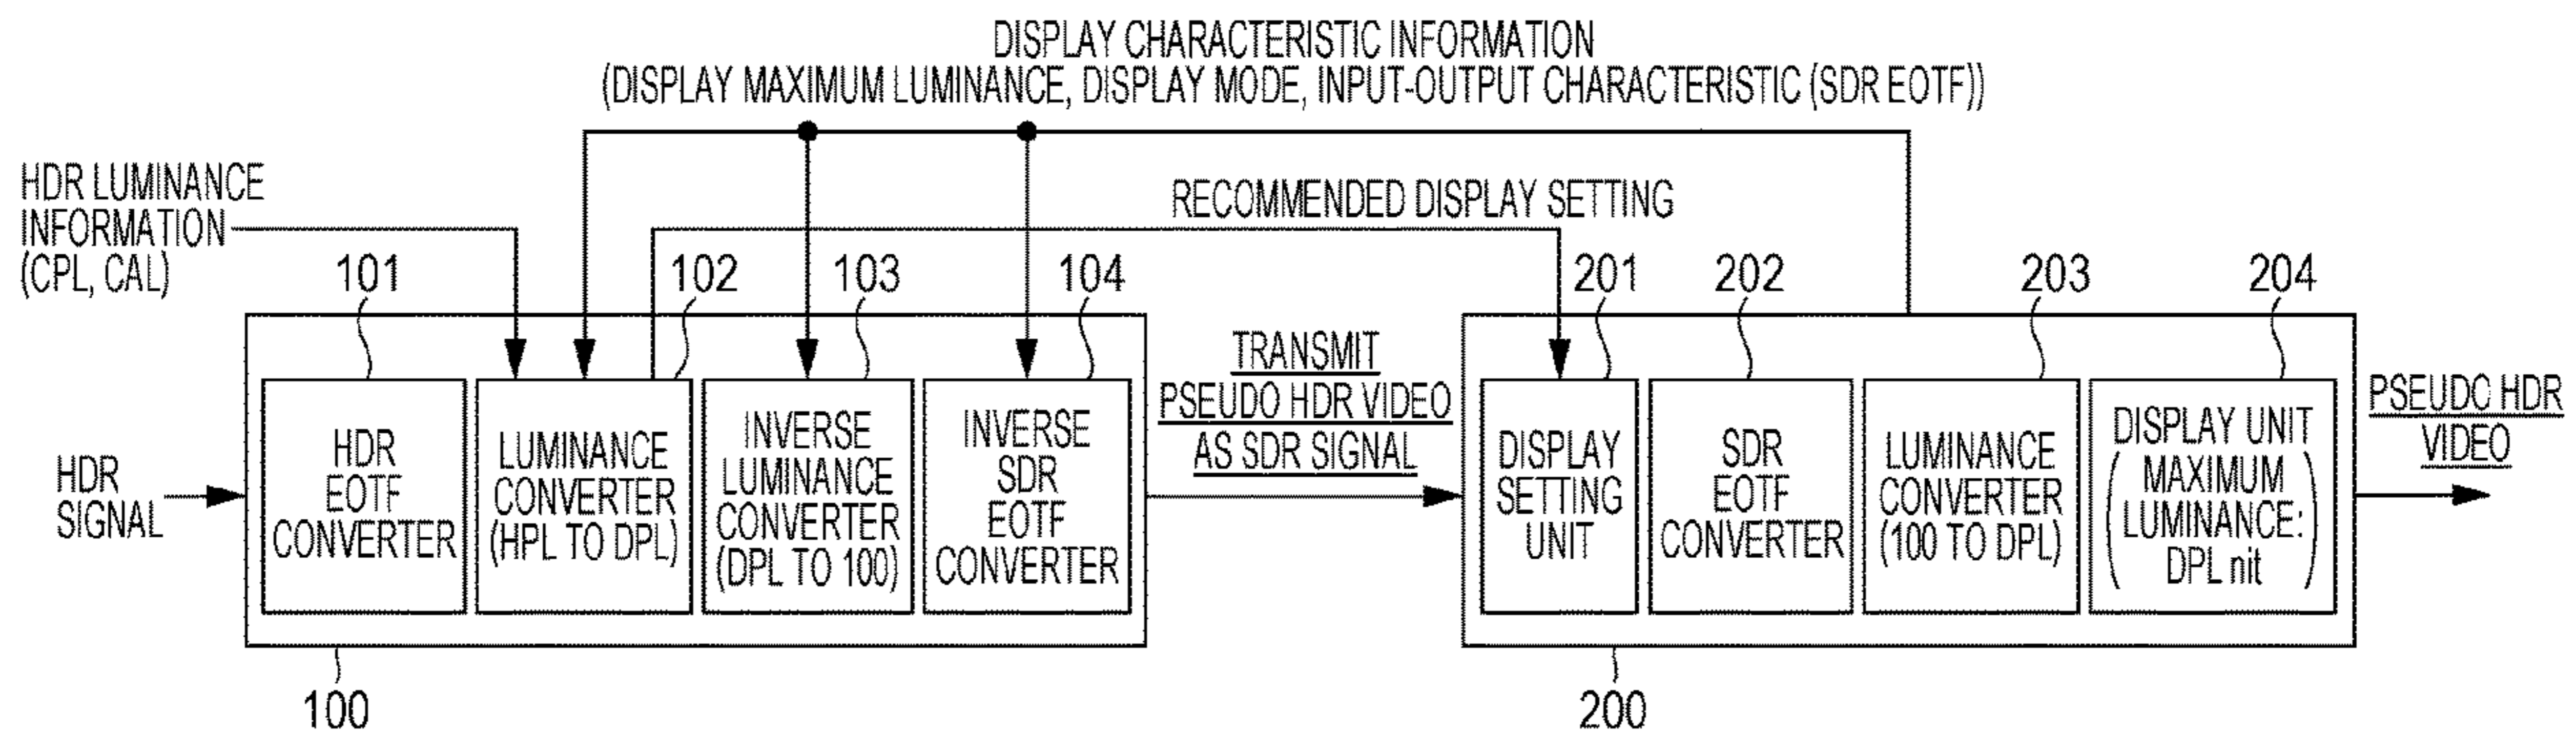 DISPLAY CHARACTERISTIC INFORMATION
(DISPLAY MAXIMUM LUMINANCE, DISPLAY MODE, INPUT-OUTPUT CHARACTERISTIC (SDR EOTF))
HDR LUMINANCE
INFORMATION
(CPL, CAL)
RECOMMENDED DISPLAY SETTING
101
102
103
104
201
202
203
204
HDR
SIGNAL
HDR
EOTF
CONVERTER
LUMINANCE
CONVERTER
(HPL TO DPL)
INVERSE
LUMINANCE
CONVERTER
(DPL TO 100)
INVERSE
SDR
EOTF
CONVERTER
TRANSMIT
PSEUDO HDR VIDEO
AS SDR SIGNAL
DISPLAY
SETTING
UNIT
SDR
EOTF
CONVERTER
LUMINANCE
CONVERTER
(100 TO DPL)
DISPLAY UNIT
(MAXIMUM
LUMINANCE:
DPL nit)
PSEUDO HDR
VIDEO
100
200